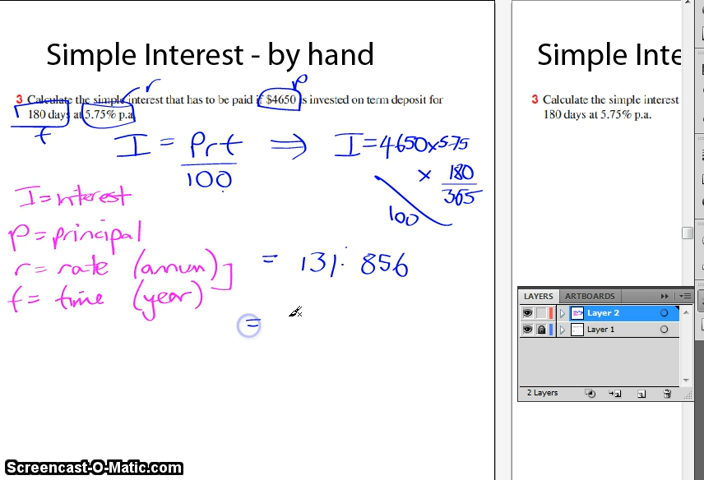 Simple Interest - by hand
r
P
3 Calculate the simple interest that has to be paid if $4650 is invested on term deposit for
180 days at 5.75% p.a.
t
I = Prt/100 ⇒ I = 4650 × 5.75
× 180/365
100
I = interest
P = principal
r = rate (annum)
t = time (year)
= 131.856
=
Simple Inte
3 Calculate the simple interest
180 days at 5.75% p.a.
LAYERS ARTBOARDS
Layer 2
Layer 1
2 Layers
Screencast-O-Matic.com